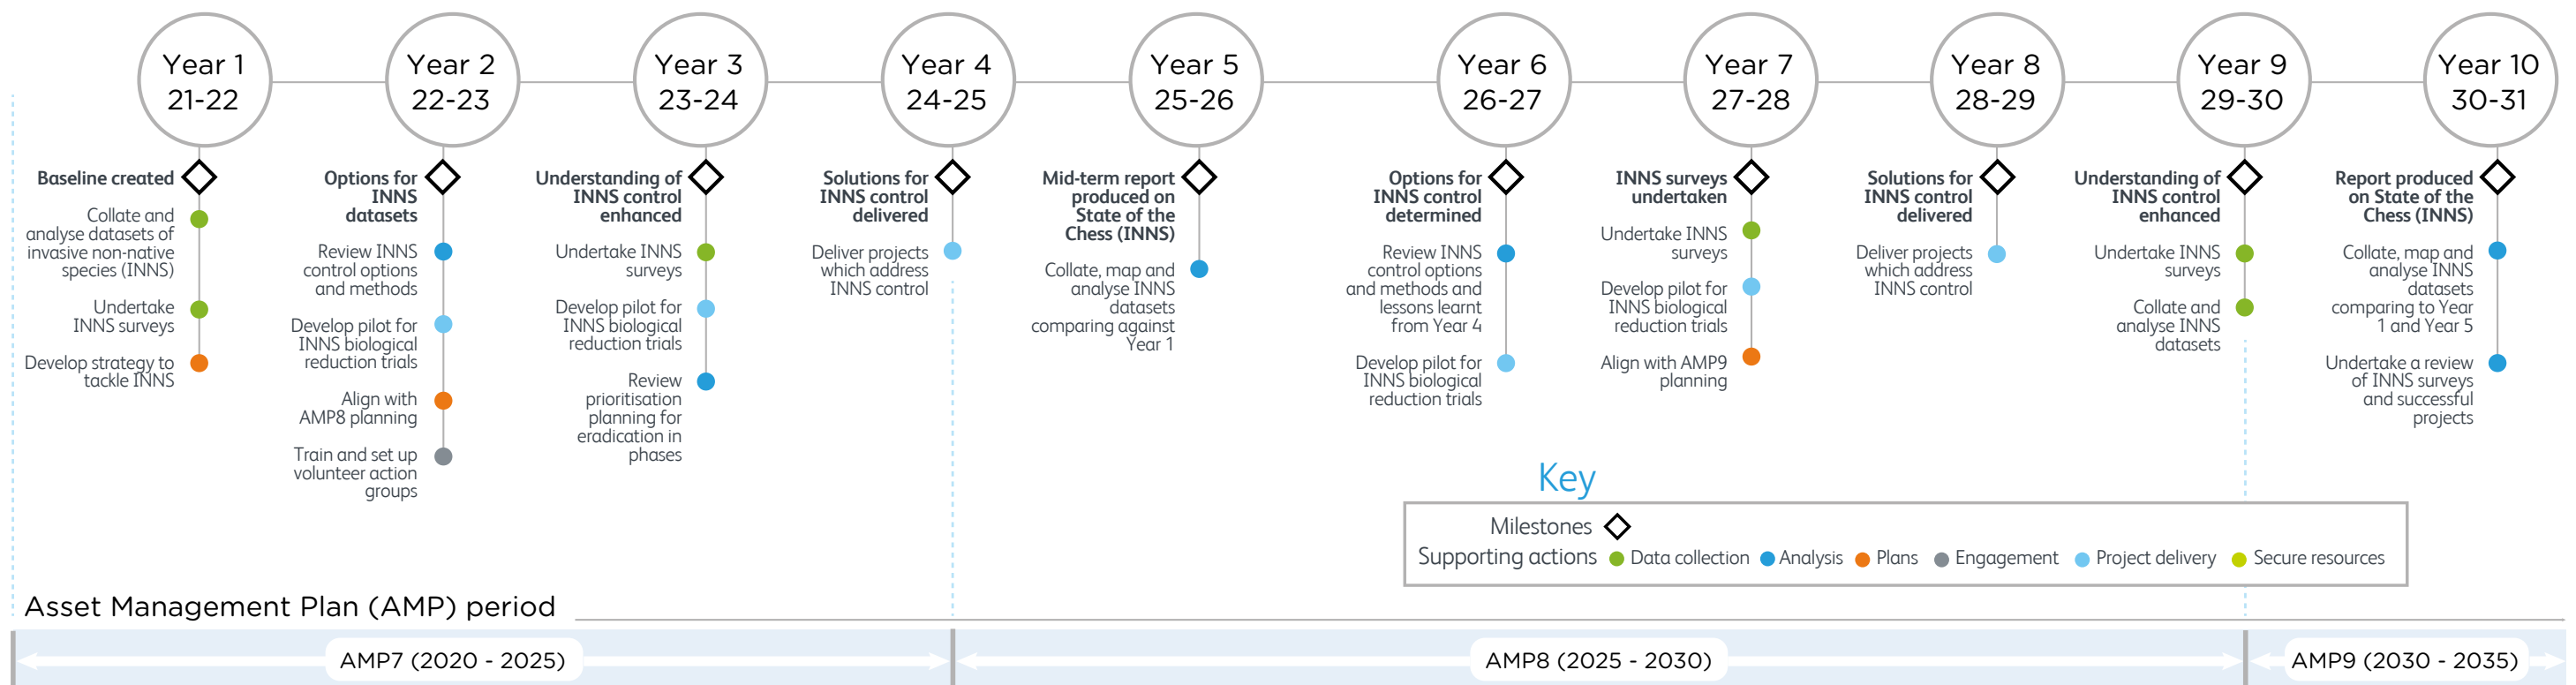 Year 1
21-22
Year 2
22-23
Year 3
23-24
Year 4
24-25
Year 5
25-26
Year 6
26-27
Year 7
27-28
Year 8
28-29
Year 9
29-30
Year 10
30-31
Baseline created
Collate and
analyse datasets of
invasive non-native
species (INNS)
Undertake
INNS surveys
Develop strategy to
tackle INNS
Options for
INNS
datasets
Review INNS
control options
and methods
Develop pilot for
INNS biological
reduction trials
Align with
AMP8 planning
Train and set up
volunteer action
groups
Understanding of
INNS control
enhanced
Undertake INNS
surveys
Develop pilot for
INNS biological
reduction trials
Review
prioritisation
planning for
eradication in
phases
Solutions for
INNS control
delivered
Deliver projects
which address
INNS control
Mid-term report
produced on
State of the
Chess (INNS)
Collate, map and
analyse INNS
datasets
comparing against
Year 1
Options for
INNS control
determined
Review INNS
control options
and methods and
lessons learnt
from Year 4
Develop pilot for
INNS biological
reduction trials
INNS surveys
undertaken
Undertake INNS
surveys
Develop pilot for
INNS biological
reduction trials
Align with AMP9
planning
Solutions for
INNS control
delivered
Deliver projects
which address
INNS control
Understanding of
INNS control
enhanced
Undertake INNS
surveys
Collate and
analyse INNS
datasets
Report produced
on State of the
Chess (INNS)
Collate, map and
analyse INNS
datasets
comparing to Year
1 and Year 5
Undertake a review
of INNS surveys
and successful
projects
Key
Milestones
Supporting actions Data collection Analysis Plans Engagement Project delivery Secure resources
Asset Management Plan (AMP) period
AMP7 (2020 - 2025)
AMP8 (2025 - 2030)
AMP9 (2030 - 2035)